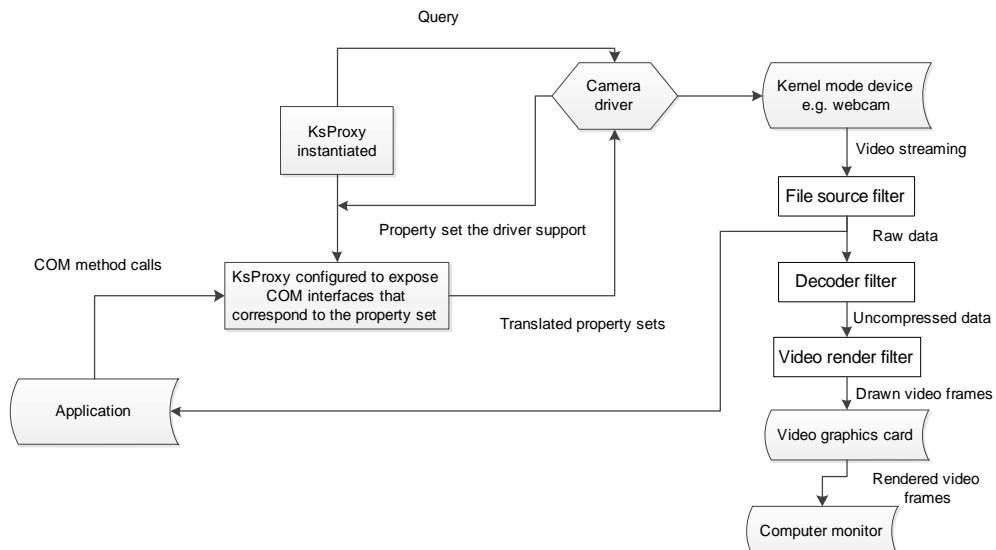 Query
Camera
driver
Kernel mode device
e.g. webcam
KsProxy
instantiated
Video streaming
File source filter
Property set the driver support
Raw data
COM method calls
KsProxy configured to expose
COM interfaces that
correspond to the property set
Decoder filter
Translated property sets
Uncompressed data
Video render filter
Drawn video frames
Application
Video graphics card
Rendered video
frames
Computer monitor